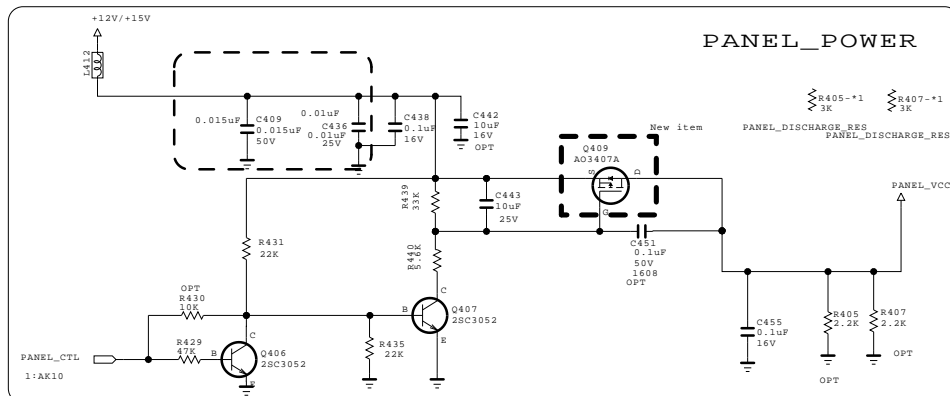 +12V/+15V
PANEL_POWER
L412
0.015uF
C409
0.015uF
50V
0.01uF
C436
0.01uF
25V
C438
0.1uF
16V
C442
10uF
16V
OPT
New item
Q409
AO3407A
S
D
G
R405-*1
3K
R407-*1
3K
PANEL_DISCHARGE_RES
PANEL_DISCHARGE_RES
PANEL_VCC
R439
33K
C443
10uF
25V
R431
22K
R440
5.6K
C451
0.1uF
50V
1608
OPT
OPT
R430
10K
R429
47K
PANEL_CTL
1:AK10
B
C
E
Q406
2SC3052
R435
22K
B
C
E
Q407
2SC3052
C455
0.1uF
16V
R405
2.2K
OPT
R407
2.2K
OPT